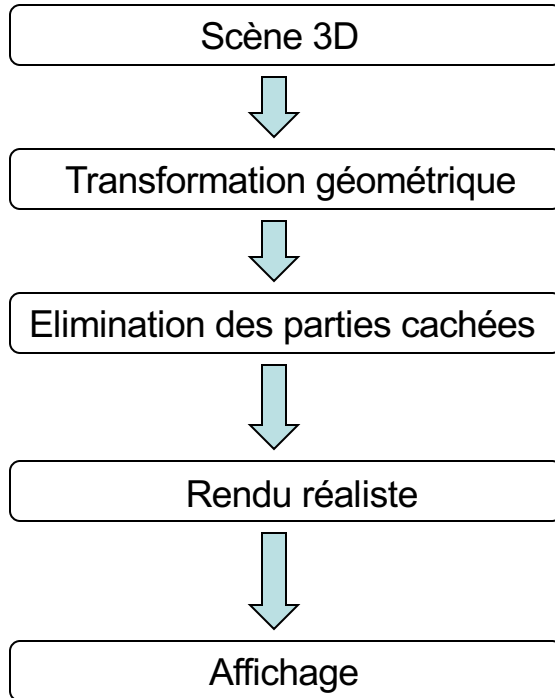 Scène 3D
Transformation géométrique
Elimination des parties cachées
Rendu réaliste
Affichage